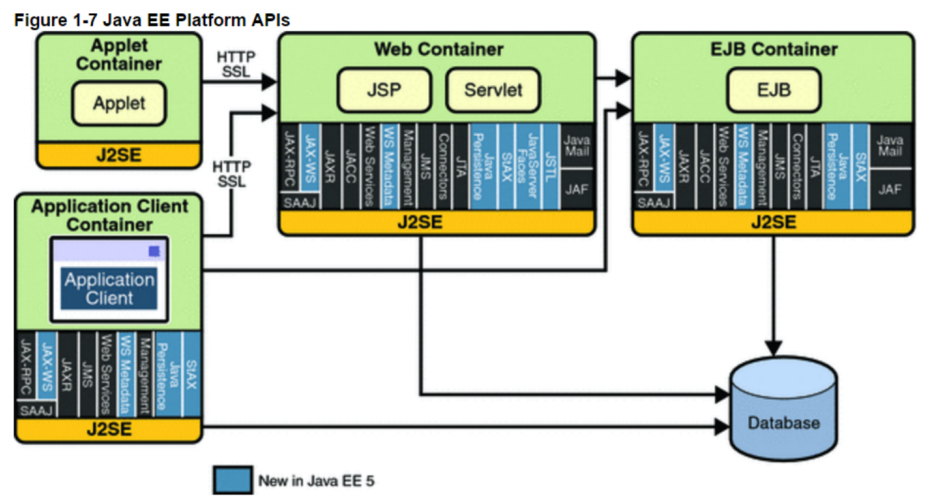 Figure 1-7 Java EE Platform APIs
Applet
Container
Applet
J2SE
HTTP
SSL
HTTP
SSL
Web Container
JSP
Servlet
JAX-RPC
JAX-WS
SAAJ
JAXR
JACC
Web Services
WS Metadata
Management
JMS
Connectors
JTA
Java
Persistence
StAX
JavaServer
Faces
JSTL
Java
Mail
JAF
J2SE
EJB Container
EJB
JAX-RPC
JAX-WS
SAAJ
JAXR
JACC
Web Services
WS Metadata
Management
JMS
Connectors
JTA
Java
Persistence
StAX
Java
Mail
JAF
J2SE
Application Client
Container
Application
Client
JAX-RPC
JAX-WS
SAAJ
JAXR
JMS
Web Services
WS Metadata
Management
Java
Persistence
StAX
J2SE
Database
New in Java EE 5